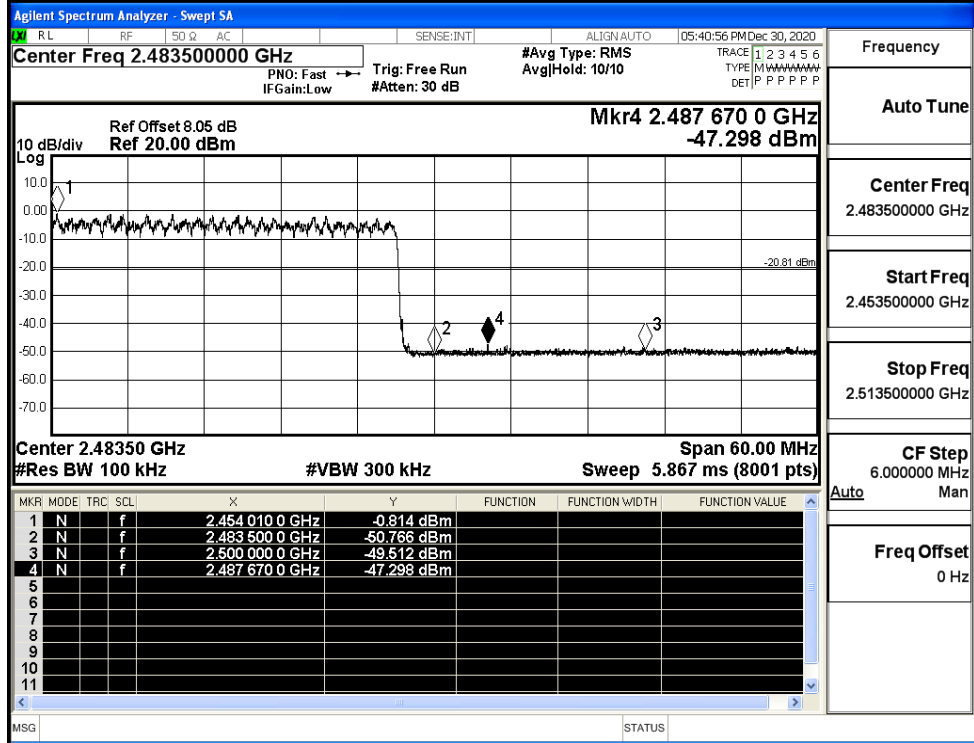 Agilent Spectrum Analyzer - Swept SA
LXI RL RF 50 Ω AC SENSE:INT ALIGN AUTO 05:40:56 PM Dec 30, 2020
Center Freq 2.483500000 GHz
PNO: Fast
IFGain:Low
Trig: Free Run
#Atten: 30 dB
#Avg Type: RMS
Avg|Hold: 10/10
TRACE 1 2 3 4 5 6
TYPE M WWWWW
DET P P P P P P
Mkr4 2.487 670 0 GHz
-47.298 dBm
Ref Offset 8.05 dB
10 dB/div Ref 20.00 dBm
Log
10.0
0.00
-10.0
-20.0
-30.0
-40.0
-50.0
-60.0
-70.0
1
-20.81 dBm
2
4
3
Center 2.48350 GHz Span 60.00 MHz
#Res BW 100 kHz #VBW 300 kHz Sweep 5.867 ms (8001 pts)
MKR MODE TRC SCL X Y FUNCTION FUNCTION WIDTH FUNCTION VALUE
1 N f 2.454 010 0 GHz -0.814 dBm
2 N f 2.483 500 0 GHz -50.766 dBm
3 N f 2.500 000 0 GHz -49.512 dBm
4 N f 2.487 670 0 GHz -47.298 dBm
5
6
7
8
9
10
11
MSG STATUS
Frequency
Auto Tune
Center Freq
2.483500000 GHz
Start Freq
2.453500000 GHz
Stop Freq
2.513500000 GHz
CF Step
6.000000 MHz
Auto Man
Freq Offset
0 Hz